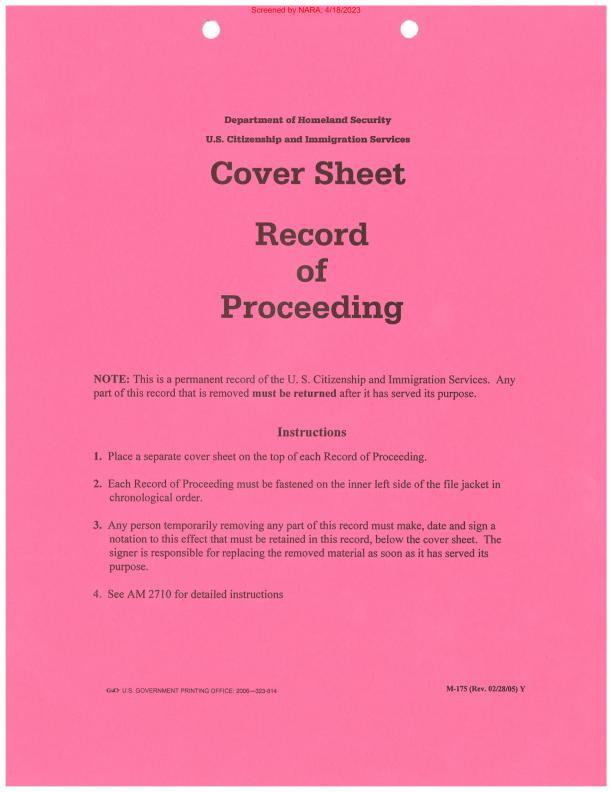 Screened by NARA, 4/18/2023
Department of Homeland Security
U.S. Citizenship and Immigration Services
Cover Sheet
Record
of
Proceeding
NOTE: This is a permanent record of the U. S. Citizenship and Immigration Services. Any
part of this record that is removed must be returned after it has served its purpose.
Instructions
1. Place a separate cover sheet on the top of each Record of Proceeding.
2. Each Record of Proceeding must be fastened on the inner left side of the file jacket in
chronological order.
3. Any person temporarily removing any part of this record must make, date and sign a
notation to this effect that must be retained in this record, below the cover sheet. The
signer is responsible for replacing the removed material as soon as it has served its
purpose.
4. See AM 2710 for detailed instructions
GPO U.S. GOVERNMENT PRINTING OFFICE: 2006—323-814
M-175 (Rev. 02/28/05) Y